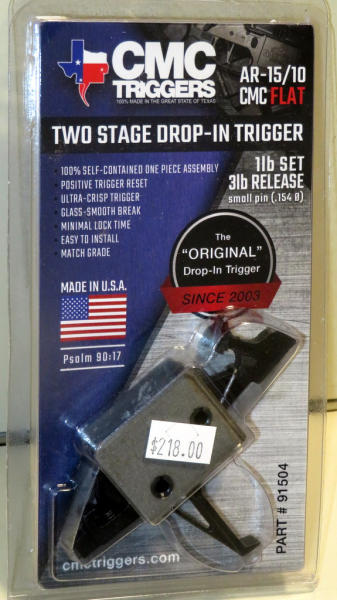 CMC
TRIGGERS
100% MADE IN THE GREAT STATE OF TEXAS
AR-15/10
CMC FLAT
TWO STAGE DROP-IN TRIGGER
· 100% SELF-CONTAINED ONE PIECE ASSEMBLY
· POSITIVE TRIGGER RESET
· ULTRA-CRISP TRIGGER
· GLASS-SMOOTH BREAK
· MINIMAL LOCK TIME
· EASY TO INSTALL
· MATCH GRADE
1lb SET
3lb RELEASE
small pin (.154 Ø)
The
"ORIGINAL"
Drop-In Trigger
SINCE 2003
MADE IN U.S.A.
Psalm 90:17
$218.00
PART # 91504
cmctriggers.com